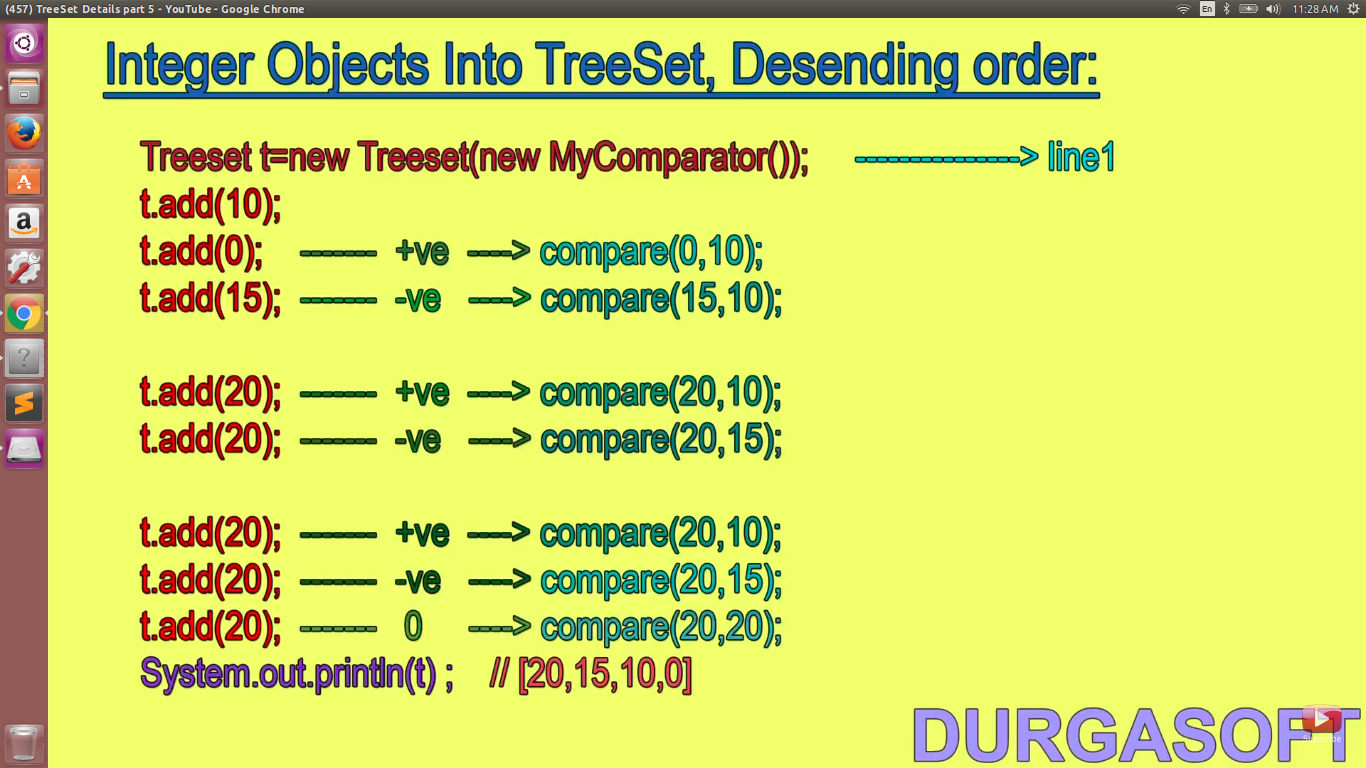 (457) TreeSet Details part 5 - YouTube - Google Chrome
En
11:28 AM
Integer Objects Into TreeSet, Desending order:
Treeset t=new Treeset(new MyComparator()); ---------------> line1
t.add(10);
t.add(0); ------- +ve ----> compare(0,10);
t.add(15); ------- -ve ----> compare(15,10);
t.add(20); ------- +ve ----> compare(20,10);
t.add(20); ------- -ve ----> compare(20,15);
t.add(20); ------- +ve ----> compare(20,10);
t.add(20); ------- -ve ----> compare(20,15);
t.add(20); ------- 0 ----> compare(20,20);
System.out.println(t) ; // [20,15,10,0]
DURGASOFT
Subscribe